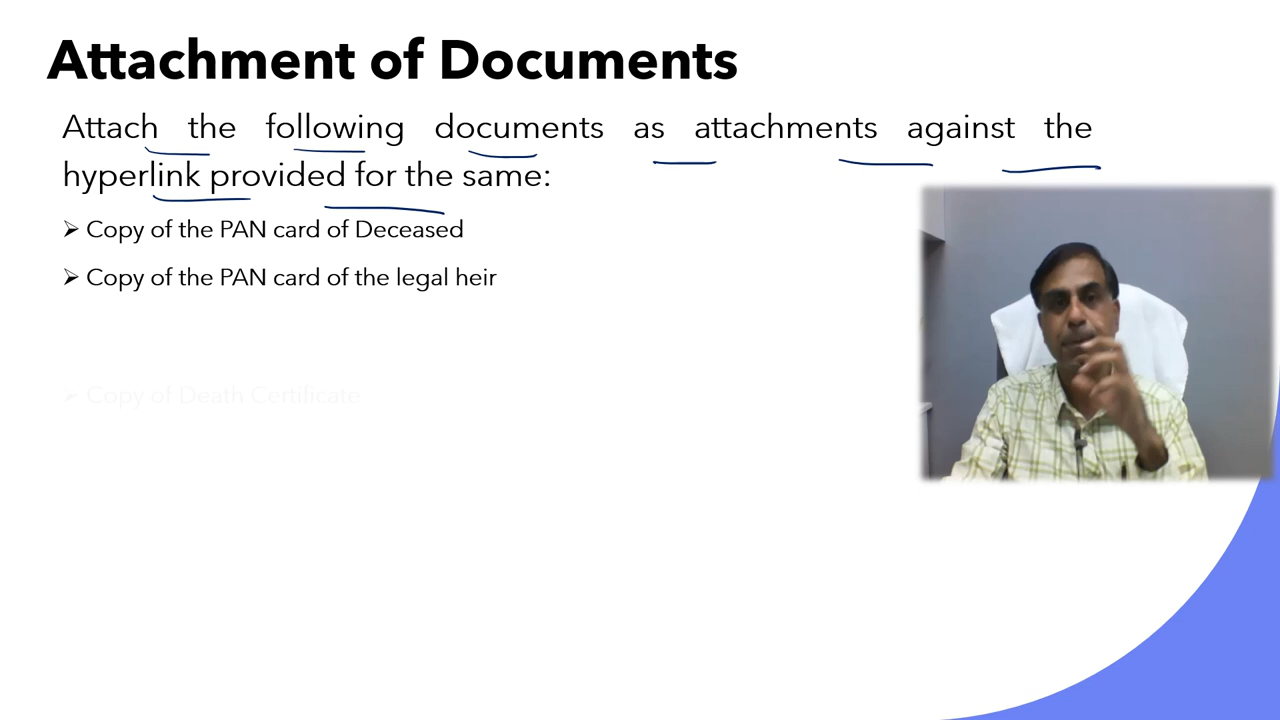 Attachment of Documents
Attach the following documents as attachments against the
hyperlink provided for the same:
➢ Copy of the PAN card of Deceased
➢ Copy of the PAN card of the legal heir
➢ Copy of Death Certificate